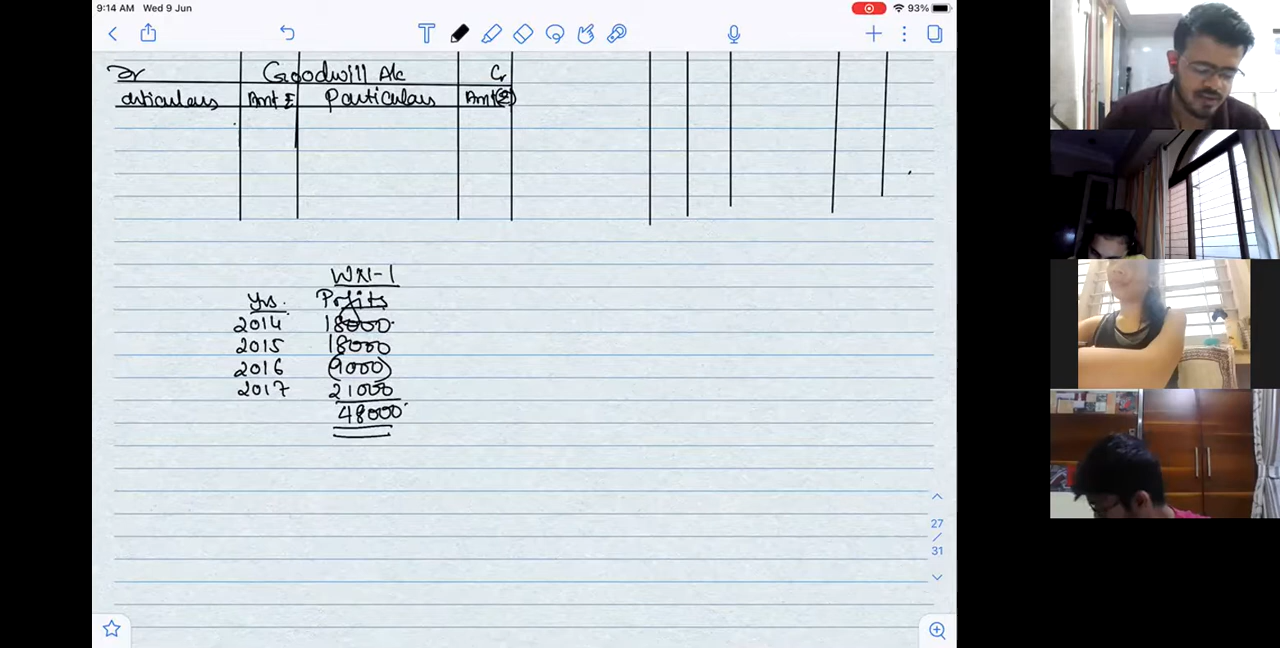 9:14 AM Wed 9 Jun
93%
Dr Goodwill A/c Cr
articulars Amt ₹ Particulars Amt(₹)
WN-1
Yrs. Profits
2014 18000
2015 18000
2016 (9000)
2017 21000
48000
27
/
31